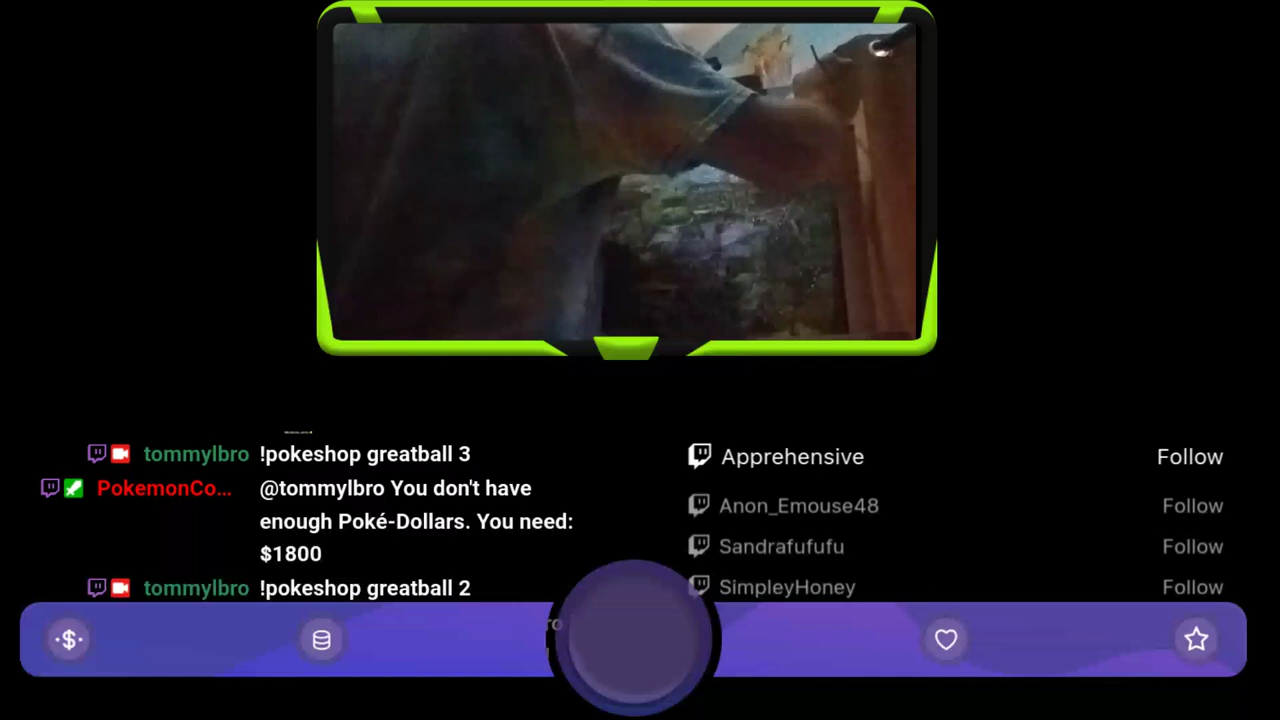 tommylbro !pokeshop greatball 3
PokemonCo... @tommylbro You don't have
enough Poké-Dollars. You need:
$1800
tommylbro !pokeshop greatball 2
ro
Apprehensive Follow
Anon_Emouse48 Follow
Sandrafufufu Follow
SimpleyHoney Follow